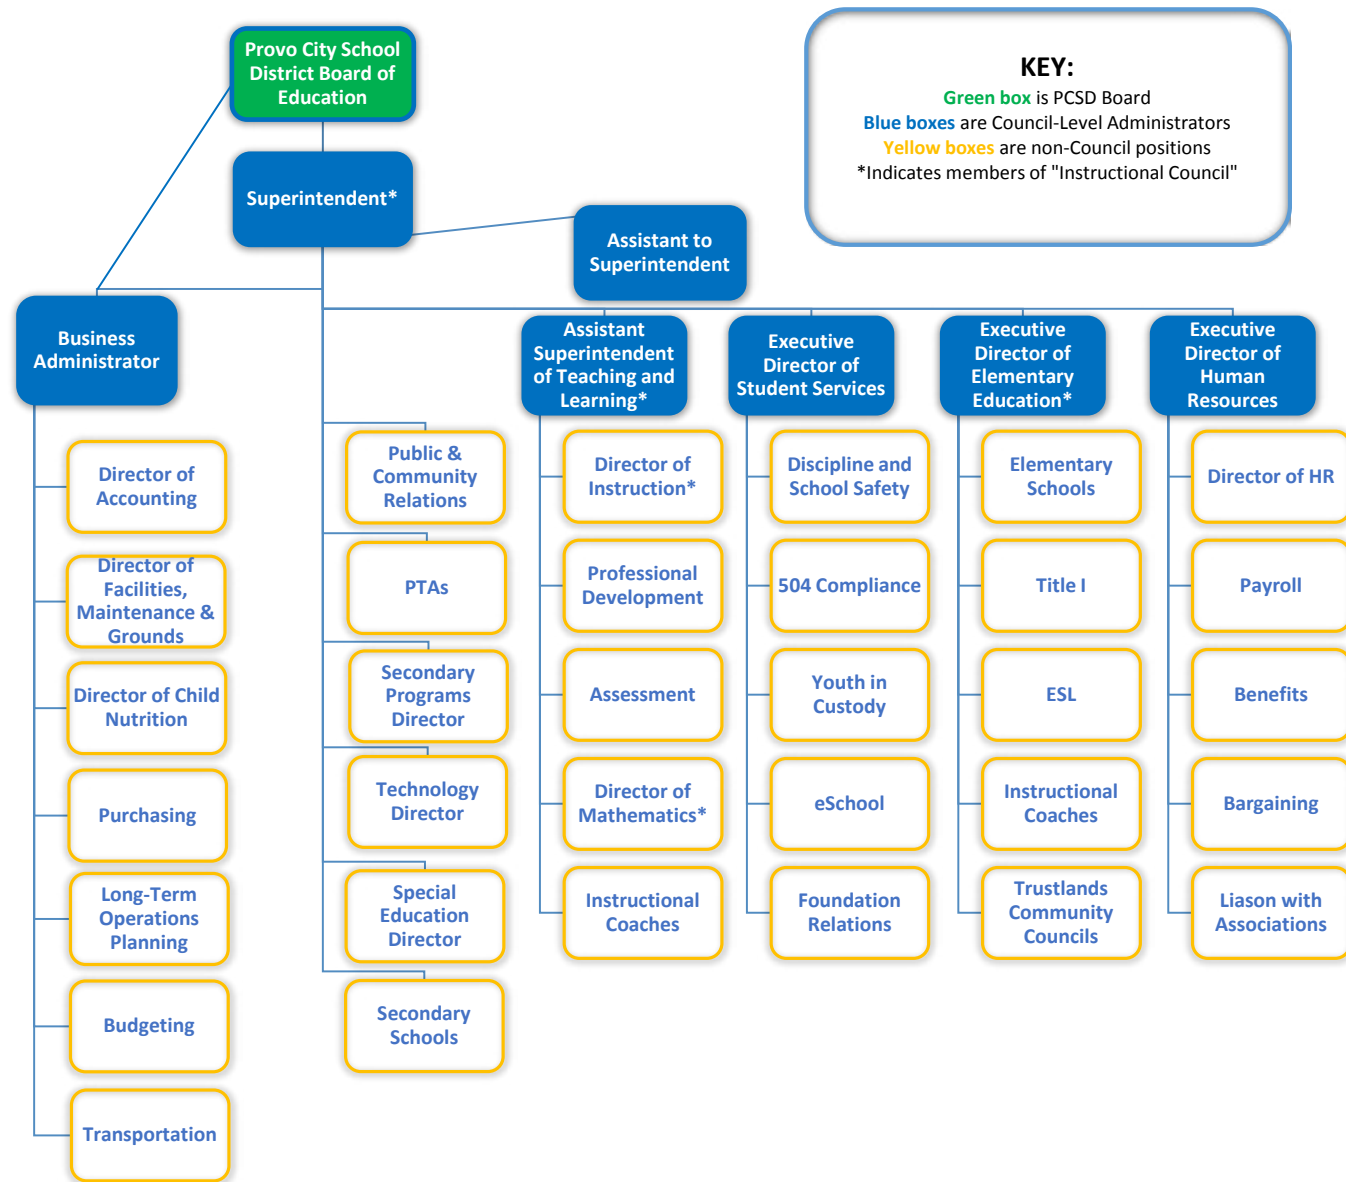 Provo City School
District Board of
Education
KEY:
Green box is PCSD Board
Blue boxes are Council-Level Administrators
Yellow boxes are non-Council positions
*Indicates members of "Instructional Council"
Superintendent*
Assistant to
Superintendent
Business
Administrator
Assistant
Superintendent
of Teaching and
Learning*
Executive
Director of
Student Services
Executive
Director of
Elementary
Education*
Executive
Director of
Human
Resources
Director of
Accounting
Director of
Facilities,
Maintenance &
Grounds
Director of Child
Nutrition
Purchasing
Long-Term
Operations
Planning
Budgeting
Transportation
Public &
Community
Relations
PTAs
Secondary
Programs
Director
Technology
Director
Special
Education
Director
Secondary
Schools
Director of
Instruction*
Professional
Development
Assessment
Director of
Mathematics*
Instructional
Coaches
Discipline and
School Safety
504 Compliance
Youth in
Custody
eSchool
Foundation
Relations
Elementary
Schools
Title I
ESL
Instructional
Coaches
Trustlands
Community
Councils
Director of HR
Payroll
Benefits
Bargaining
Liason with
Associations